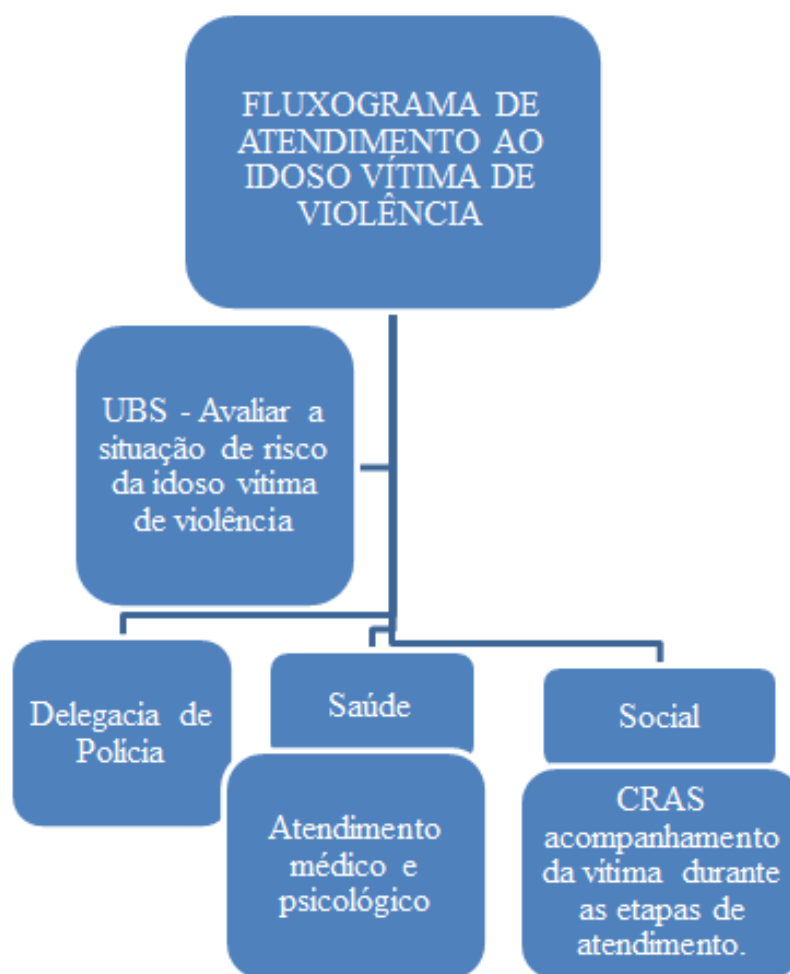 FLUXOGRAMA DE
ATENDIMENTO AO
IDOSO VÍTIMA DE
VIOLÊNCIA
UBS - Avaliar a
situação de risco
da idoso vítima
de violência
Delegacia de
Polícia
Saúde
Atendimento
médico e
psicológico
Social
CRAS
acompanhamento
da vítima durante
as etapas de
atendimento.